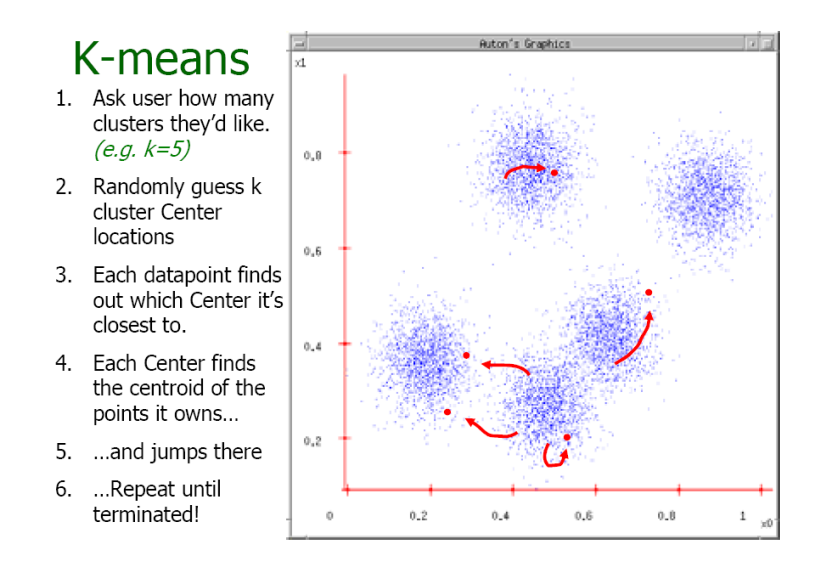 K-means
1. Ask user how many
clusters they'd like.
(e.g. k=5)
2. Randomly guess k
cluster Center
locations
3. Each datapoint finds
out which Center it's
closest to.
4. Each Center finds
the centroid of the
points it owns…
5. …and jumps there
6. …Repeat until
terminated!
Auton's Graphics
x1
0.8
0.6
0.4
0.2
0 0.2 0.4 0.6 0.8 1 x0